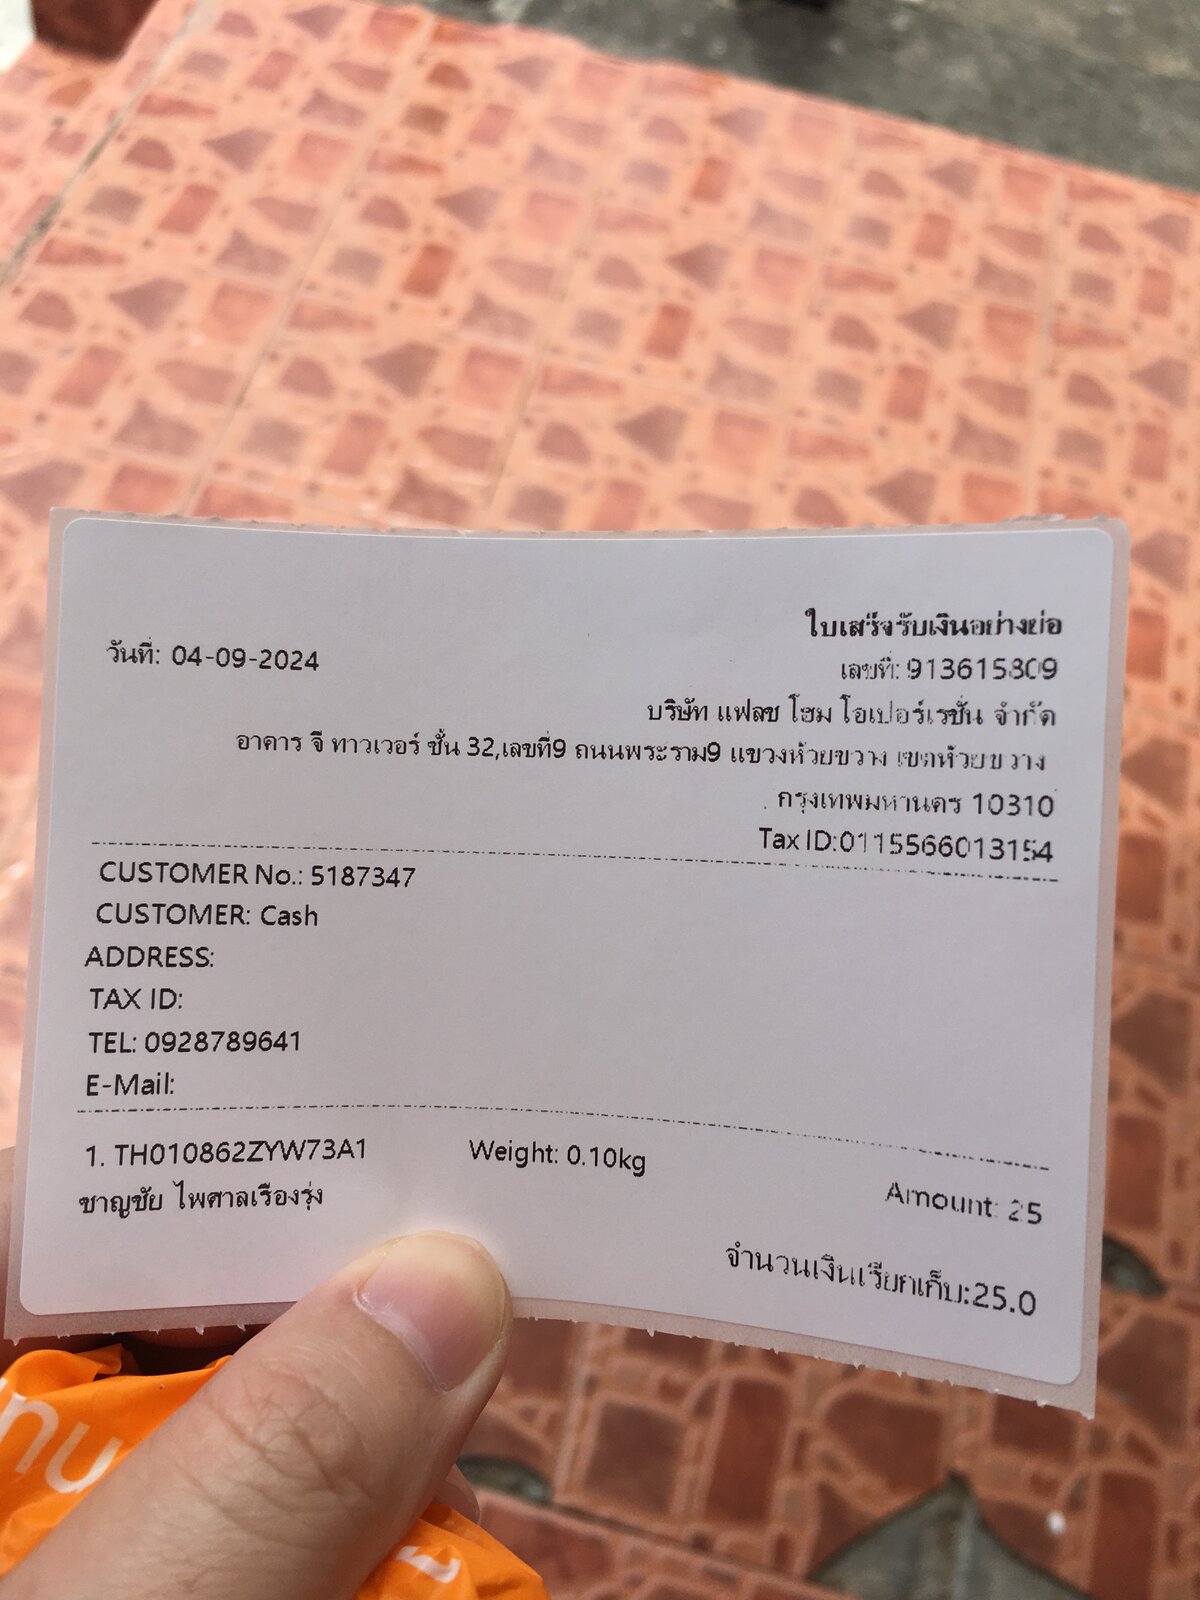 ใบเสร็จรับเงินอย่างย่อ
วันที่: 04-09-2024
เลขที่: 913615809
บริษัท แฟลช โฮม โอเปอร์เรชั่น จำกัด
อาคาร จี ทาวเวอร์ ชั้น 32,เลขที่9 ถนนพระราม9 แขวงห้วยขวาง เขตห้วยขวาง
กรุงเทพมหานคร 10310
Tax ID:0115566013154
CUSTOMER No.: 5187347
CUSTOMER: Cash
ADDRESS:
TAX ID:
TEL: 0928789641
E-Mail:
1. TH010862ZYW73A1 Weight: 0.10kg
Amount: 25
ชาญชัย ไพศาลเรืองรุ่ง
จำนวนเงินเรียกเก็บ:25.0